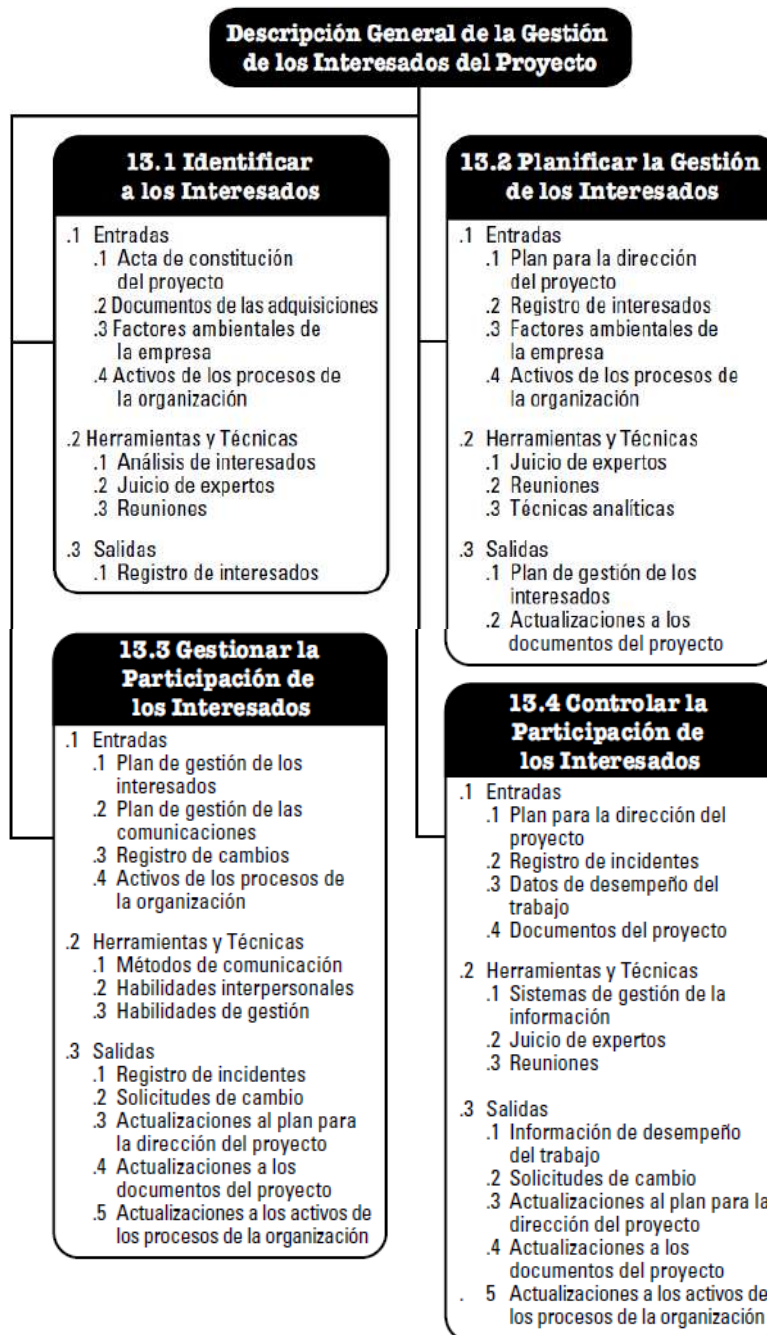 Descripción General de la Gestión
de los Interesados del Proyecto
13.1 Identificar
a los Interesados
.1 Entradas
.1 Acta de constitución
del proyecto
.2 Documentos de las adquisiciones
.3 Factores ambientales de
la empresa
.4 Activos de los procesos de
la organización
.2 Herramientas y Técnicas
.1 Análisis de interesados
.2 Juicio de expertos
.3 Reuniones
.3 Salidas
.1 Registro de interesados
13.2 Planificar la Gestión
de los Interesados
.1 Entradas
.1 Plan para la dirección
del proyecto
.2 Registro de interesados
.3 Factores ambientales de
la empresa
.4 Activos de los procesos de
la organización
.2 Herramientas y Técnicas
.1 Juicio de expertos
.2 Reuniones
.3 Técnicas analíticas
.3 Salidas
.1 Plan de gestión de los
interesados
.2 Actualizaciones a los
documentos del proyecto
13.3 Gestionar la
Participación de
los Interesados
.1 Entradas
.1 Plan de gestión de los
interesados
.2 Plan de gestión de las
comunicaciones
.3 Registro de cambios
.4 Activos de los procesos de
la organización
.2 Herramientas y Técnicas
.1 Métodos de comunicación
.2 Habilidades interpersonales
.3 Habilidades de gestión
.3 Salidas
.1 Registro de incidentes
.2 Solicitudes de cambio
.3 Actualizaciones al plan para
la dirección del proyecto
.4 Actualizaciones a los
documentos del proyecto
.5 Actualizaciones a los activos de
los procesos de la organización
13.4 Controlar la
Participación de
los Interesados
.1 Entradas
.1 Plan para la dirección del
proyecto
.2 Registro de incidentes
.3 Datos de desempeño del
trabajo
.4 Documentos del proyecto
.2 Herramientas y Técnicas
.1 Sistemas de gestión de la
información
.2 Juicio de expertos
.3 Reuniones
.3 Salidas
.1 Información de desempeño
del trabajo
.2 Solicitudes de cambio
.3 Actualizaciones al plan para la
dirección del proyecto
.4 Actualizaciones a los
documentos del proyecto
. 5 Actualizaciones a los activos de
los procesos de la organización